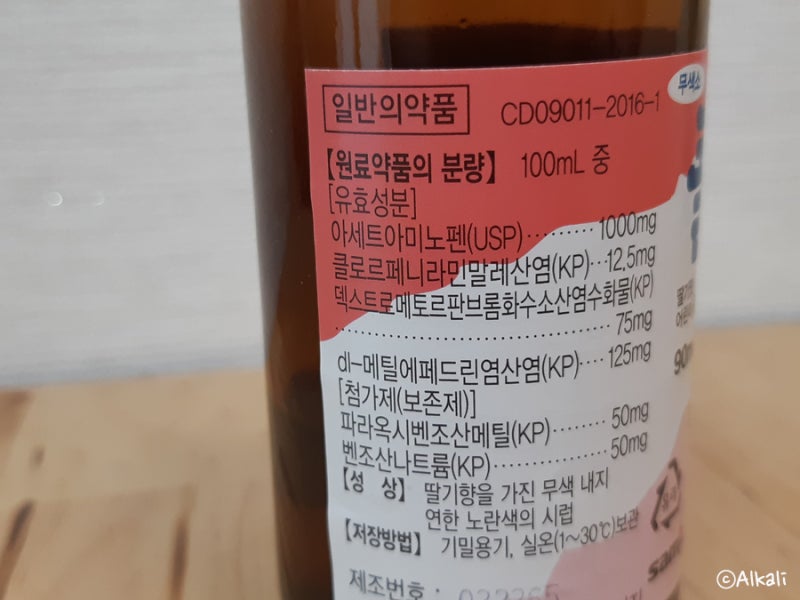 일반의약품
CD09011-2016-1
무색소
【원료약품의 분량】 100mL 중
[유효성분]
아세트아미노펜(USP)········1000mg
클로르페니라민말레산염(KP)···12.5mg
덱스트로메토르판브롬화수소산염수화물(KP)
····························75mg
dl-메틸에페드린염산염(KP)····125mg
[첨가제(보존제)]
파라옥시벤조산메틸(KP)········50mg
벤조산나트륨(KP)··············50mg
【성 상】 딸기향을 가진 무색 내지
연한 노란색의 시럽
【저장방법】 기밀용기, 실온(1~30℃)보관
제조번호 :
90m
©Alkali